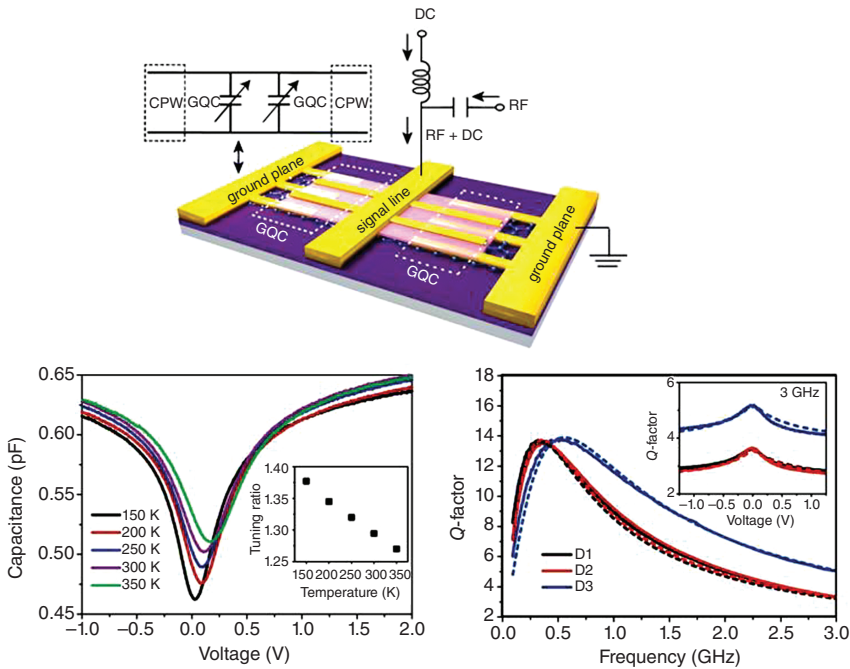 DC
RF
RF + DC
CPW
GQC
GQC
CPW
ground plane
signal line
ground plane
GQC
GQC
Capacitance (pF)
0.65
0.60
0.55
0.50
0.45
−1.0
−0.5
0.0
0.5
1.0
1.5
2.0
Voltage (V)
150 K
200 K
250 K
300 K
350 K
Tuning ratio
1.40
1.35
1.30
1.25
150 200 250 300 350
Temperature (K)
Q-factor
18
16
14
12
10
8
6
4
2
0.0
0.5
1.0
1.5
2.0
2.5
3.0
Frequency (GHz)
D1
D2
D3
3 GHz
Q-factor
6
4
2
−1.0
−0.5
0.0
0.5
1.0
Voltage (V)